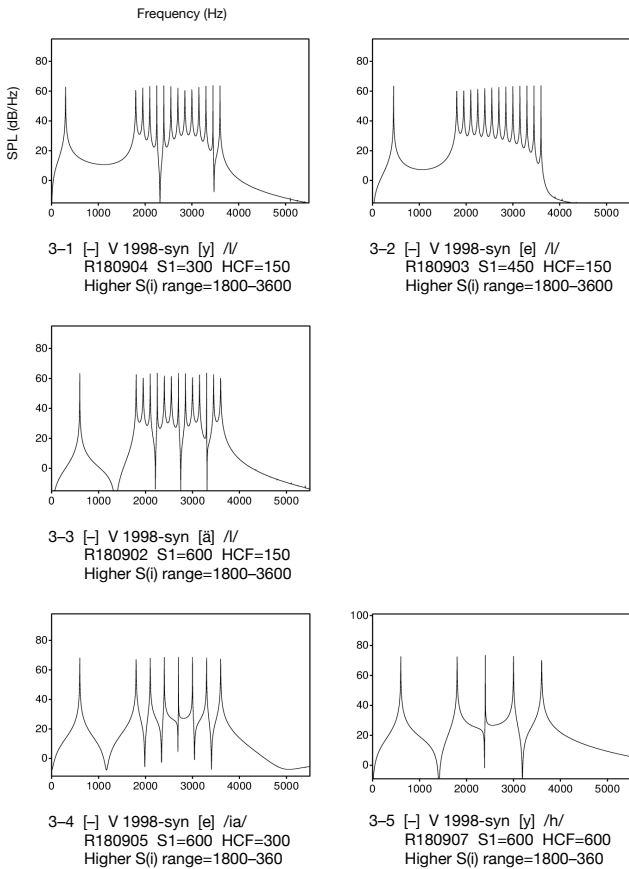 Frequency (Hz)
SPL (dB/Hz)
80
60
40
20
0
0 1000 2000 3000 4000 5000
3–1 [–] V 1998-syn [y] /l/
R180904 S1=300 HCF=150
Higher S(i) range=1800–3600
80
60
40
20
0
0 1000 2000 3000 4000 5000
3–2 [–] V 1998-syn [e] /l/
R180903 S1=450 HCF=150
Higher S(i) range=1800–3600
80
60
40
20
0
0 1000 2000 3000 4000 5000
3–3 [–] V 1998-syn [ä] /l/
R180902 S1=600 HCF=150
Higher S(i) range=1800–3600
80
60
40
20
0
0 1000 2000 3000 4000 5000
3–4 [–] V 1998-syn [e] /ia/
R180905 S1=600 HCF=300
Higher S(i) range=1800–360
100
80
60
40
20
0
0 1000 2000 3000 4000 5000
3–5 [–] V 1998-syn [y] /h/
R180907 S1=600 HCF=600
Higher S(i) range=1800–360